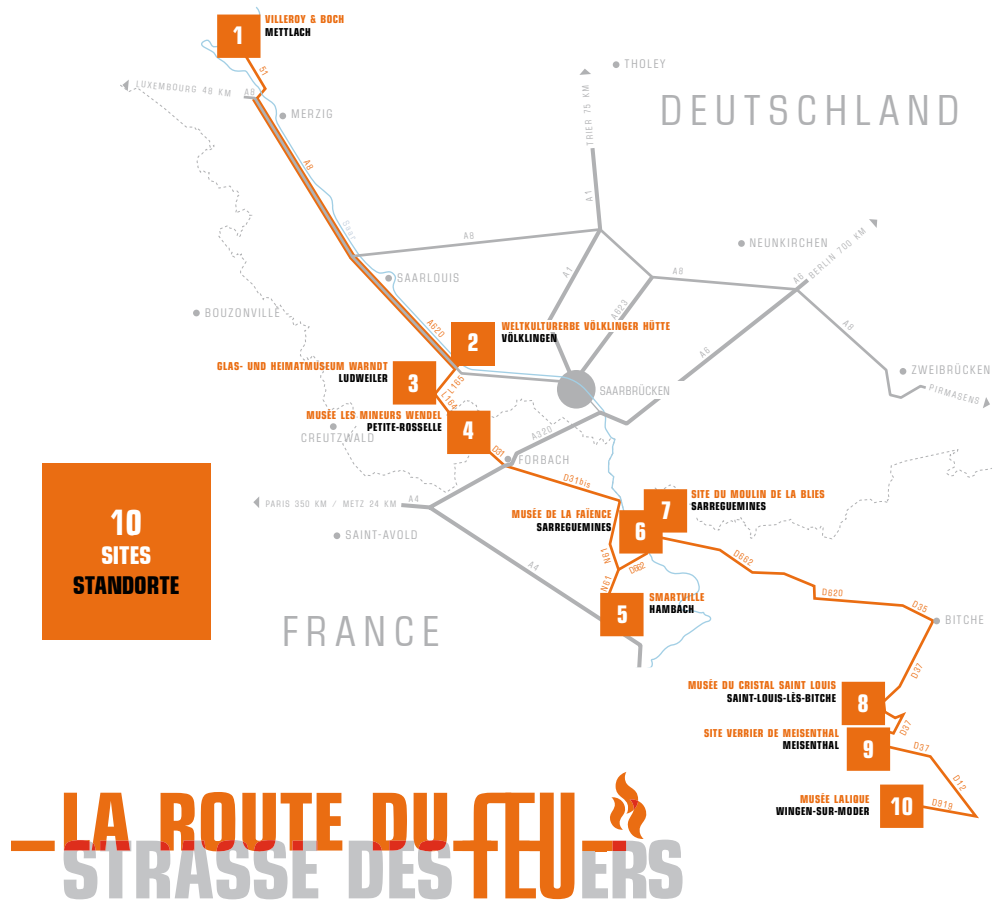 1
VILLEROY & BOCH
METTLACH
51
LUXEMBOURG 48 KM
A8
MERZIG
THOLEY
DEUTSCHLAND
TRIER 75 KM
A8
A1
Saar
A8
NEUNKIRCHEN
BERLIN 700 KM
A6
SAARLOUIS
A1
A8
A623
BOUZONVILLE
A620
2
WELTKULTURERBE VÖLKLINGER HÜTTE
VÖLKLINGEN
A8
A6
GLAS- UND HEIMATMUSEUM WARNDT
LUDWEILER
3
L165
L164
SAARBRÜCKEN
ZWEIBRÜCKEN
PIRMASENS
MUSÉE LES MINEURS WENDEL
PETITE-ROSSELLE
4
CREUTZWALD
A320
D31
FORBACH
D31bis
PARIS 350 KM / METZ 24 KM
A4
SAINT-AVOLD
10
SITES
STANDORTE
7
SITE DU MOULIN DE LA BLIES
SARREGUEMINES
MUSÉE DE LA FAÏENCE
SARREGUEMINES
6
N61
D662
D662
A4
N61
5
SMARTVILLE
HAMBACH
D620
D35
BITCHE
FRANCE
D37
MUSÉE DU CRISTAL SAINT LOUIS
SAINT-LOUIS-LÈS-BITCHE
8
D37
SITE VERRIER DE MEISENTHAL
MEISENTHAL
9
D37
D12
MUSÉE LALIQUE
WINGEN-SUR-MODER
10
D819
LA ROUTE DU FEU
STRASSE DES FEUERS